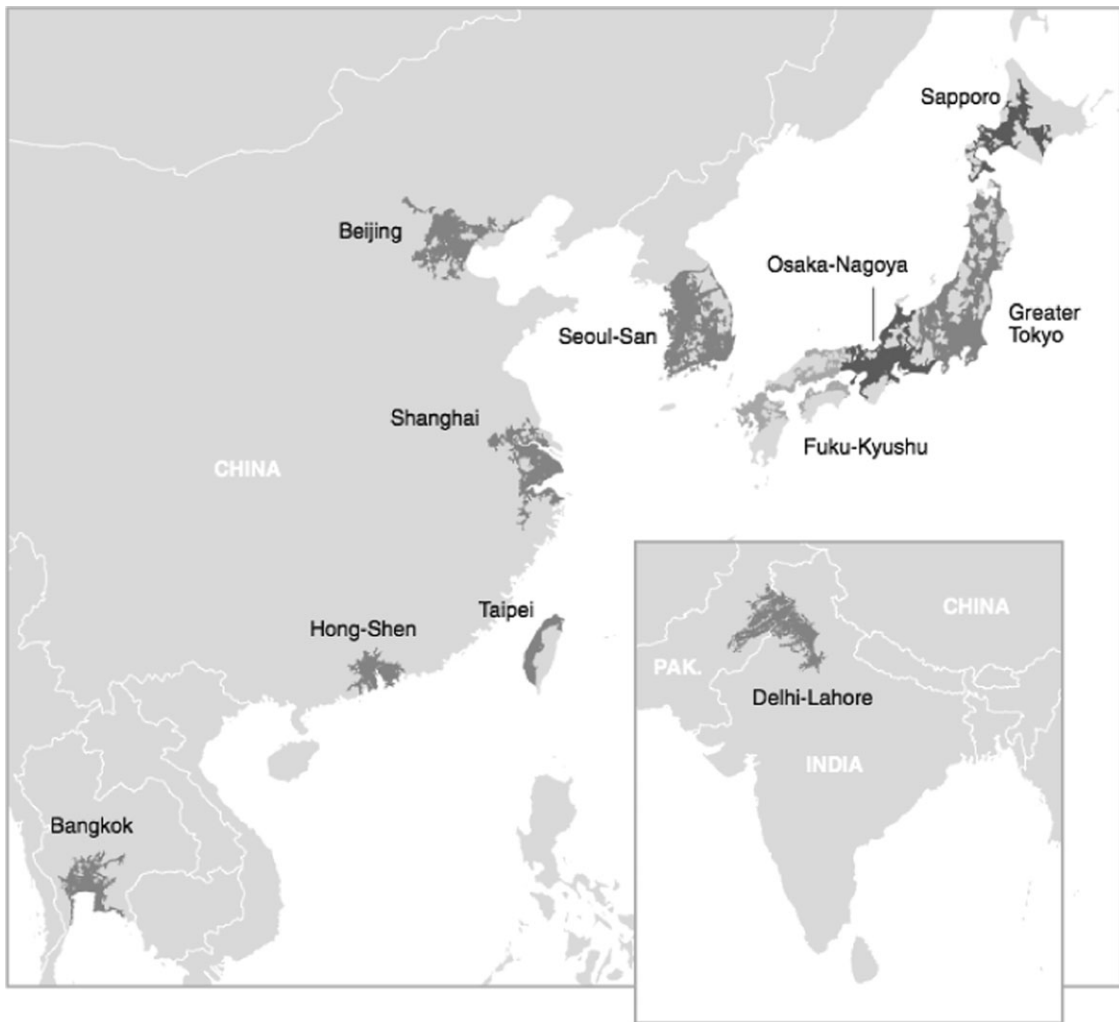 Sapporo
Beijing
Osaka-Nagoya
Seoul-San
Greater
Tokyo
Shanghai
Fuku-Kyushu
CHINA
Taipei
Hong-Shen
CHINA
PAK.
Delhi-Lahore
INDIA
Bangkok